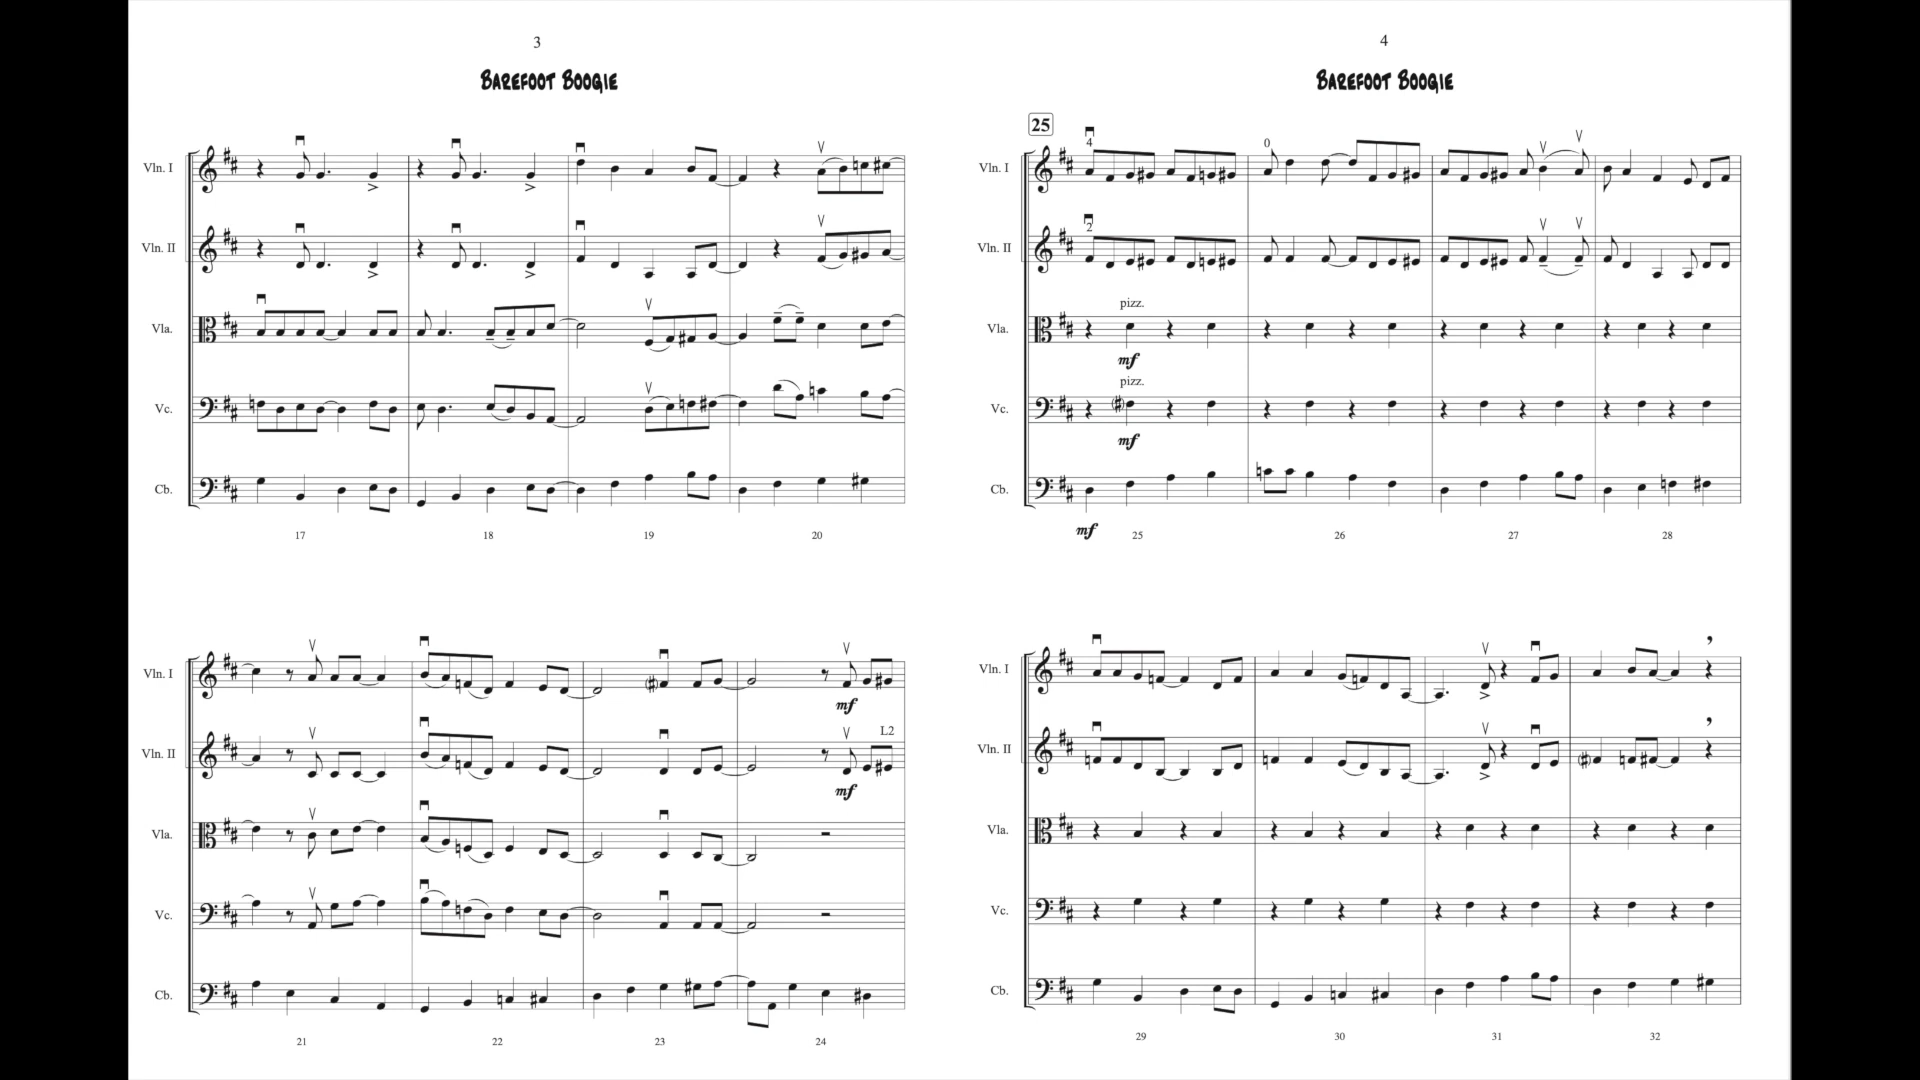 3
BAREFOOT BOOGIE
Vln. I
Vln. II
Vla.
Vc.
Cb.
17 18 19 20
Vln. I
mf
L2
Vln. II
mf
Vla.
Vc.
Cb.
21 22 23 24
4
BAREFOOT BOOGIE
25
4 0
Vln. I
2
Vln. II
pizz.
Vla.
mf
pizz.
Vc.
mf
Cb.
mf 25 26 27 28
Vln. I
Vln. II
Vla.
Vc.
Cb.
29 30 31 32